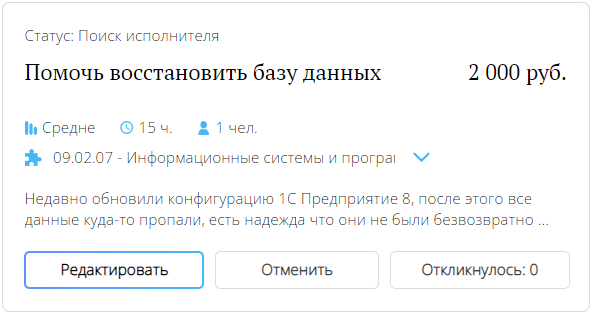 Статус: Поиск исполнителя
Помочь восстановить базу данных 2 000 руб.
Средне 15 ч. 1 чел.
09.02.07 - Информационные системы и програм
Недавно обновили конфигурацию 1С Предприятие 8, после этого все
данные куда-то пропали, есть надежда что они не были безвозвратно ...
Редактировать Отменить Откликнулось: 0